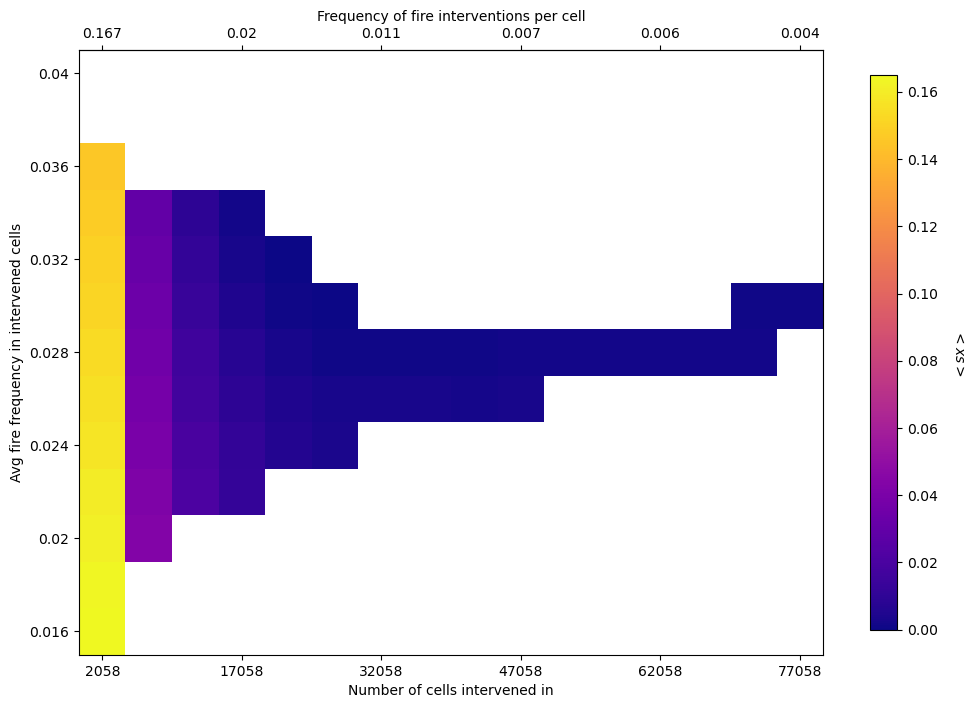 Frequency of fire interventions per cell
0.167 0.02 0.011 0.007 0.006 0.004
0.04
0.036
0.032
0.028
0.024
0.02
0.016
Avg fire frequency in intervened cells
2058 17058 32058 47058 62058 77058
Number of cells intervened in
0.16
0.14
0.12
0.10
0.08
0.06
0.04
0.02
0.00
< xs >